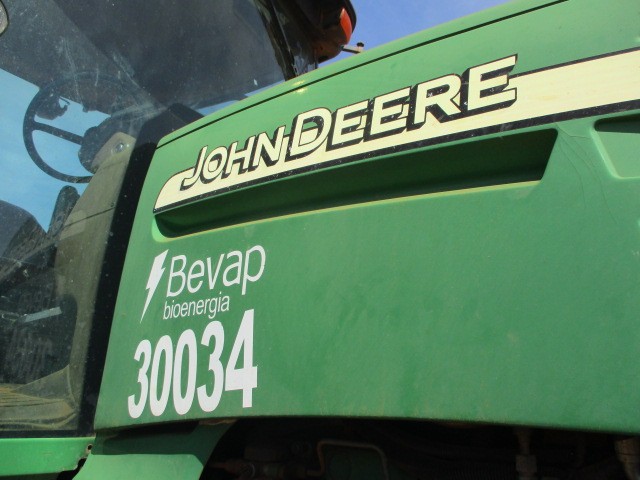 JOHN DEERE
Bevap
bioenergia
30034